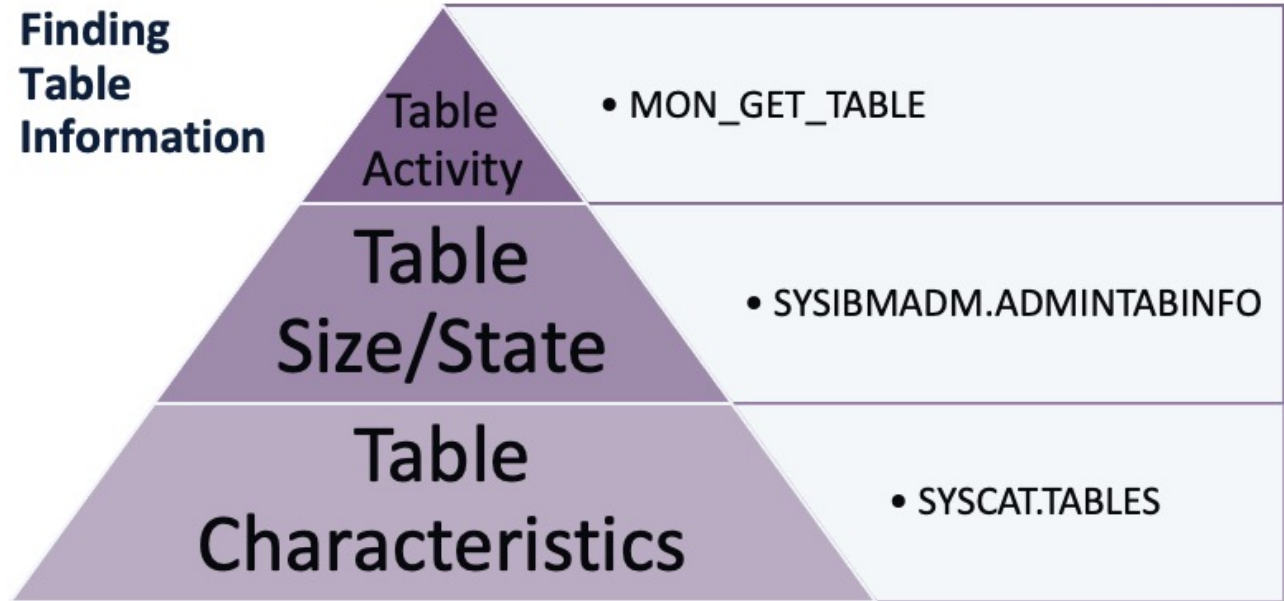 Finding
Table
Information
Table
Activity
• MON_GET_TABLE
Table
Size/State
• SYSIBMADM.ADMINTABINFO
Table
Characteristics
• SYSCAT.TABLES